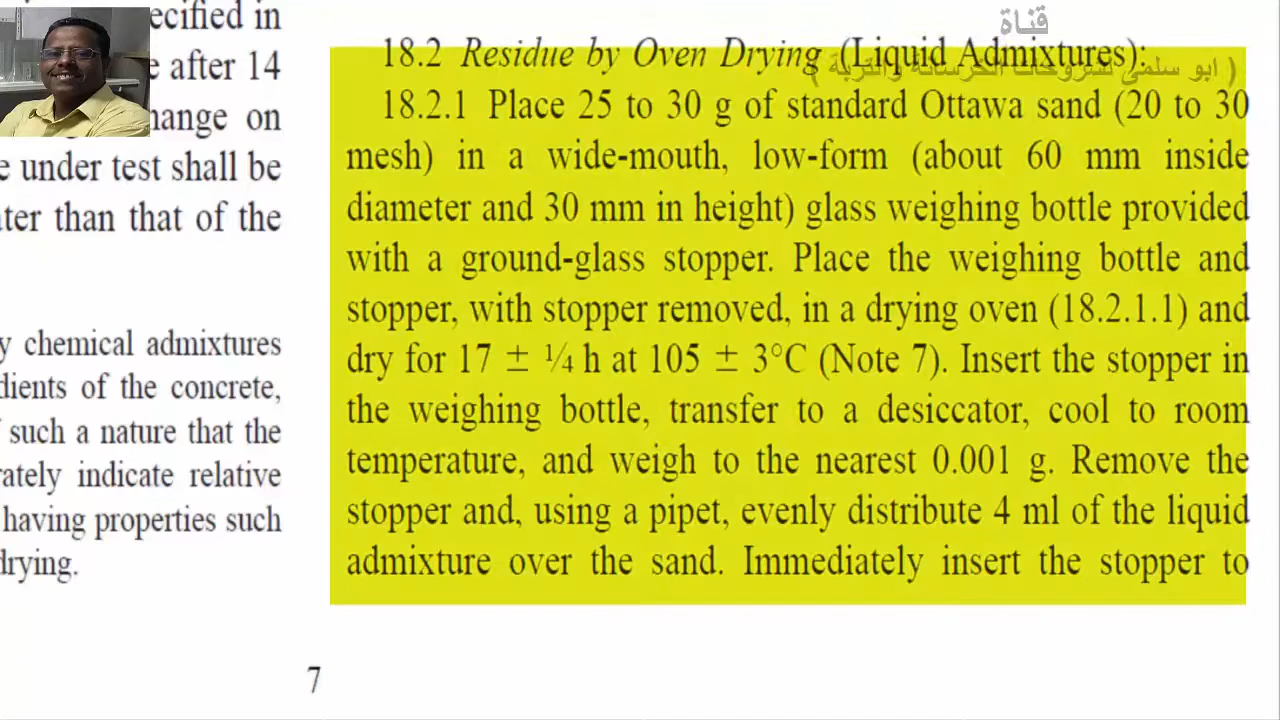 ecified in
e after 14
hange on
e under test shall be
ater than that of the
y chemical admixtures
dients of the concrete,
such a nature that the
rately indicate relative
having properties such
drying.
قناة
( ابو سلمى لشروحات الخرسانة والتربة )
18.2 Residue by Oven Drying (Liquid Admixtures):
18.2.1 Place 25 to 30 g of standard Ottawa sand (20 to 30
mesh) in a wide-mouth, low-form (about 60 mm inside
diameter and 30 mm in height) glass weighing bottle provided
with a ground-glass stopper. Place the weighing bottle and
stopper, with stopper removed, in a drying oven (18.2.1.1) and
dry for 17 ± ¼ h at 105 ± 3°C (Note 7). Insert the stopper in
the weighing bottle, transfer to a desiccator, cool to room
temperature, and weigh to the nearest 0.001 g. Remove the
stopper and, using a pipet, evenly distribute 4 ml of the liquid
admixture over the sand. Immediately insert the stopper to
7